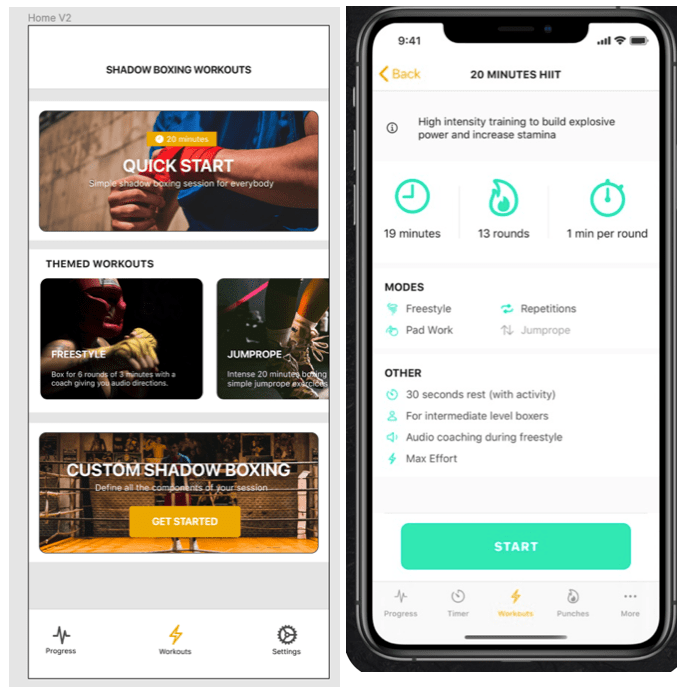 Home V2
SHADOW BOXING WORKOUTS
20 minutes
QUICK START
Simple shadow boxing session for everybody
THEMED WORKOUTS
FREESTYLE
Box for 6 rounds of 3 minutes with a
coach giving you audio directions.
JUMPROPE
Intense 20 minutes boxing
simple jumprope exercices
CUSTOM SHADOW BOXING
Define all the components of your session
GET STARTED
Progress
Workouts
Settings
9:41
Back
20 MINUTES HIIT
High intensity training to build explosive
power and increase stamina
19 minutes
13 rounds
1 min per round
MODES
Freestyle
Repetitions
Pad Work
Jumprope
OTHER
30 seconds rest (with activity)
For intermediate level boxers
Audio coaching during freestyle
Max Effort
START
Progress
Timer
Workouts
Punches
More